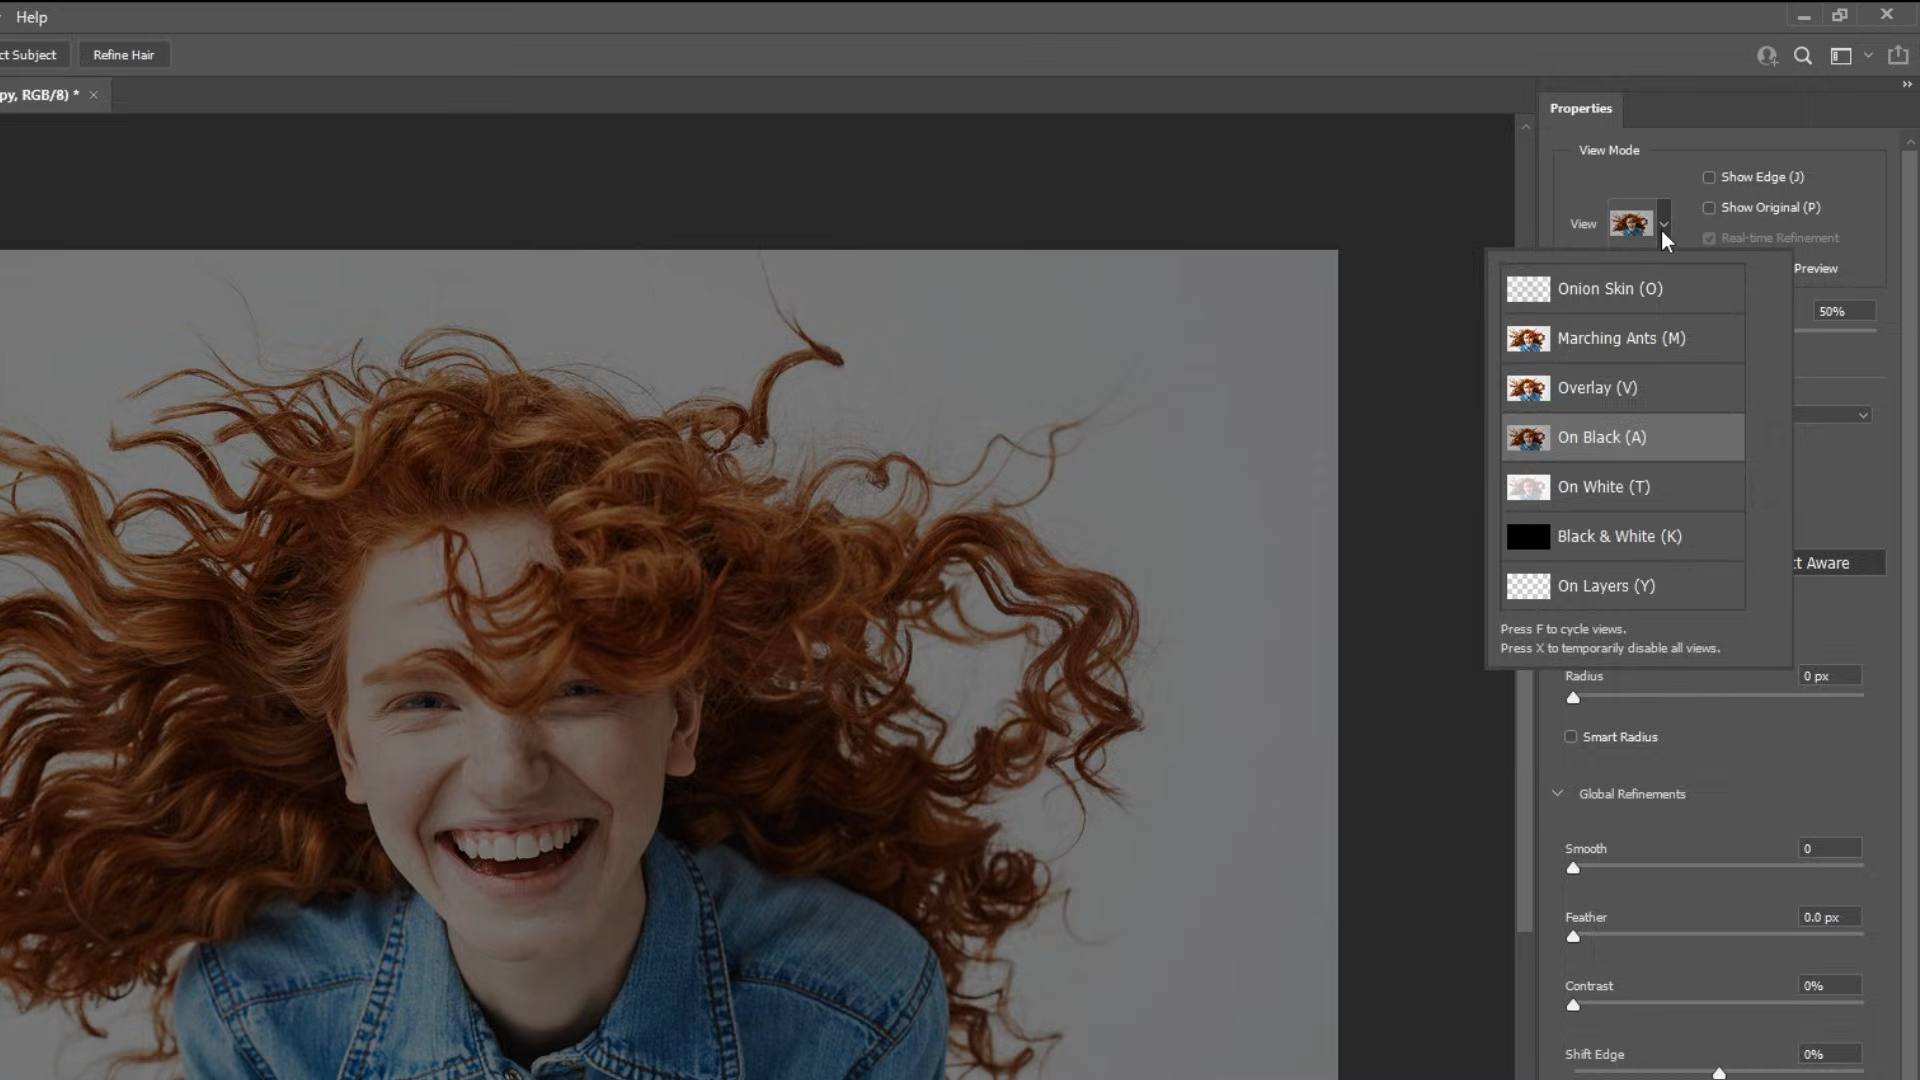 Help
ct Subject
Refine Hair
py, RGB/8) *
Properties
View Mode
Show Edge (J)
Show Original (P)
View
Real-time Refinement
Preview
50%
Onion Skin (O)
Marching Ants (M)
Overlay (V)
On Black (A)
On White (T)
Black & White (K)
On Layers (Y)
Press F to cycle views.
Press X to temporarily disable all views.
ct Aware
Radius
0 px
Smart Radius
Global Refinements
Smooth
0
Feather
0.0 px
Contrast
0%
Shift Edge
0%